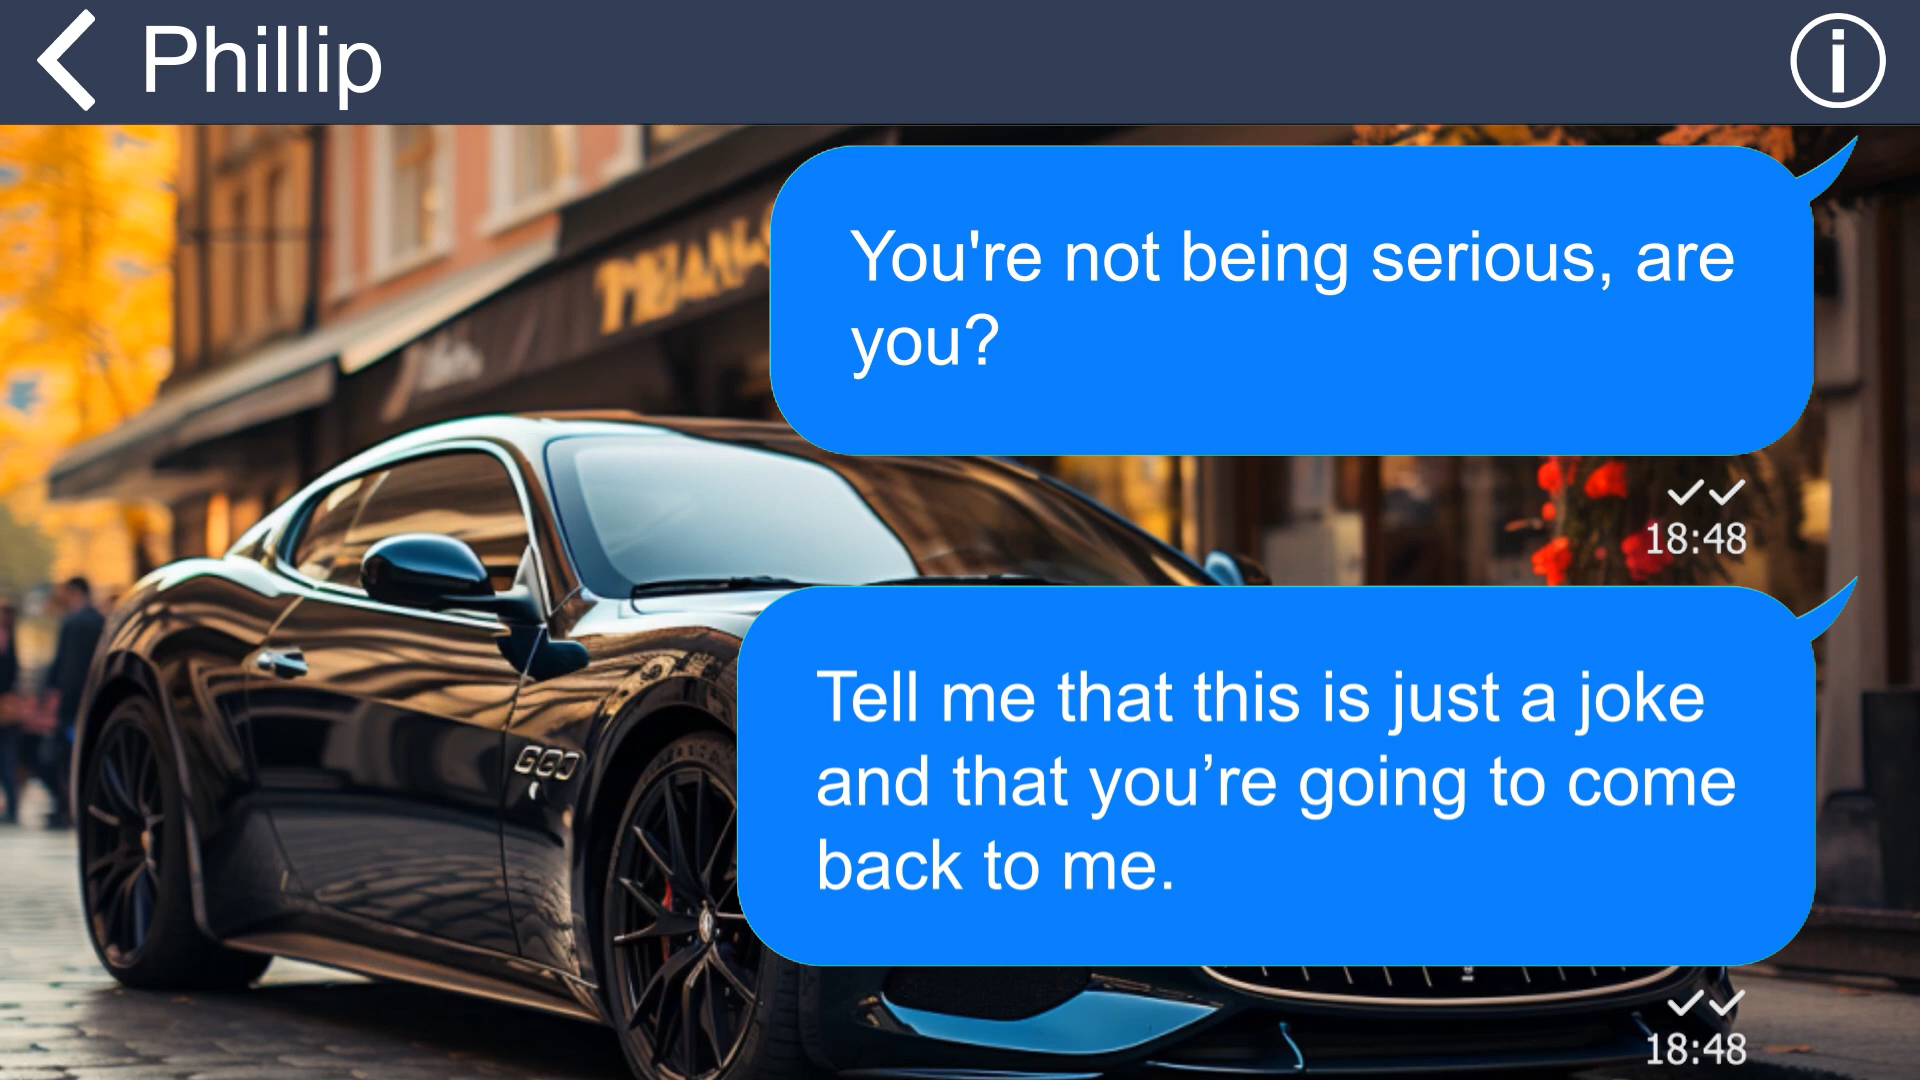 Phillip
You're not being serious, are
you?
18:48
Tell me that this is just a joke
and that you’re going to come
back to me.
18:48